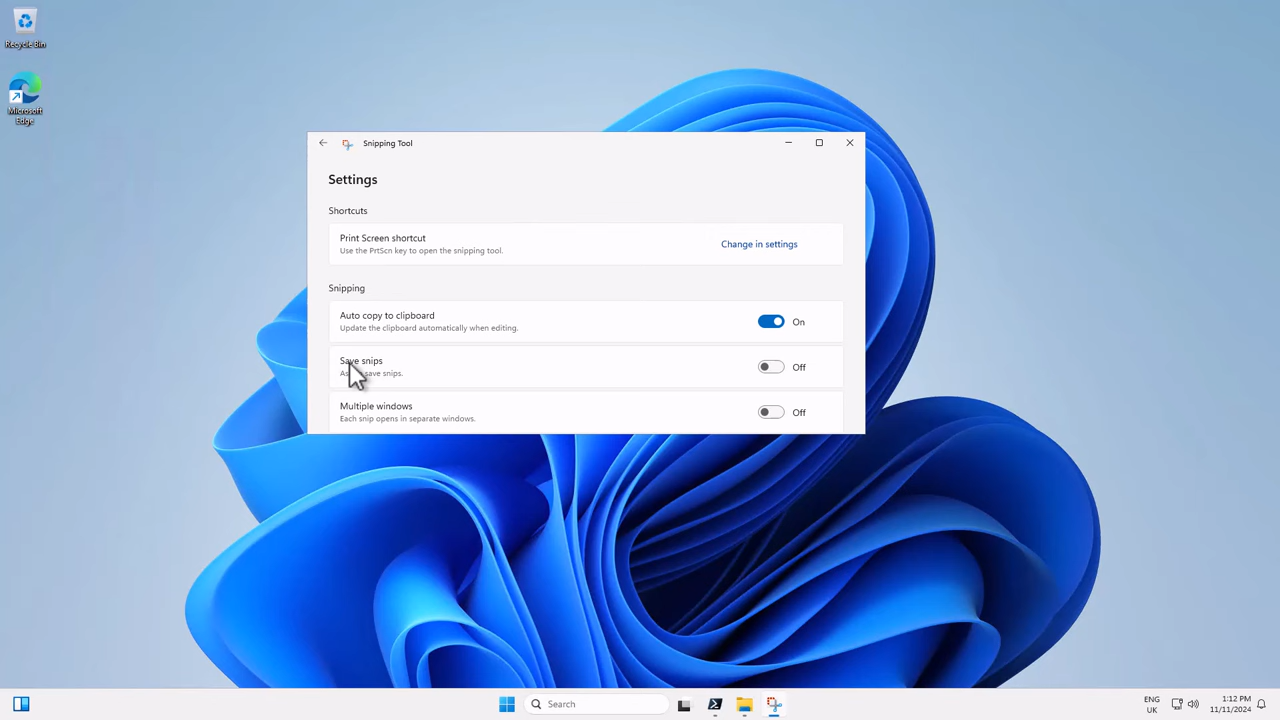 Recycle Bin
Microsoft
Edge
Snipping Tool
Settings
Shortcuts
Print Screen shortcut
Use the PrtScn key to open the snipping tool.
Change in settings
Snipping
Auto copy to clipboard
Update the clipboard automatically when editing.
On
Save snips
save snips.
Off
Multiple windows
Each snip opens in separate windows.
Off
Search
ENG
UK
1:12 PM
11/11/2024